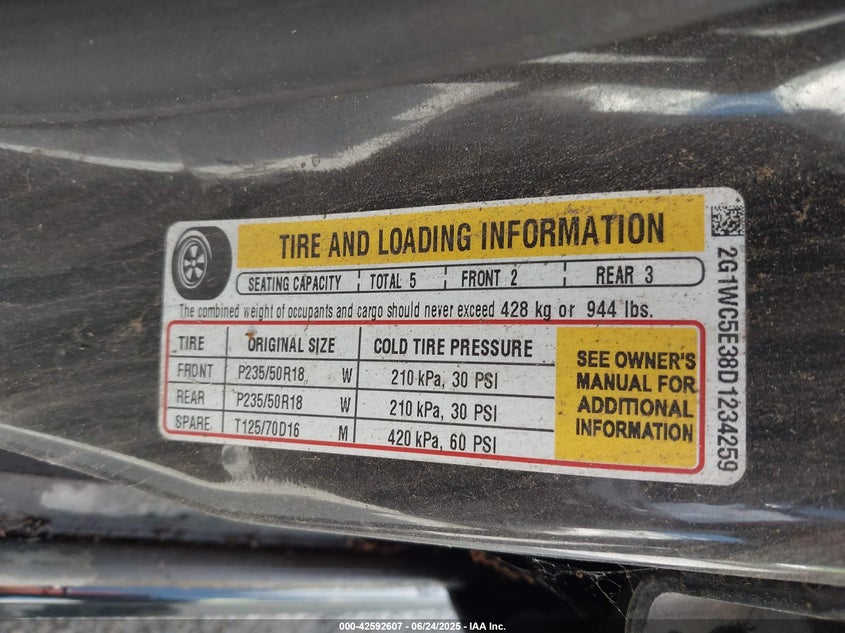 TIRE AND LOADING INFORMATION
SEATING CAPACITY TOTAL 5 FRONT 2 REAR 3
The combined weight of occupants and cargo should never exceed 428 kg or 944 lbs.
TIRE ORIGINAL SIZE COLD TIRE PRESSURE
FRONT P235/50R18 W 210 kPa, 30 PSI
REAR P235/50R18 W 210 kPa, 30 PSI
SPARE T125/70D16 M 420 kPa, 60 PSI
SEE OWNER'S
MANUAL FOR
ADDITIONAL
INFORMATION
2G1WC5E38D1234259
000-42592607 - 06/24/2025 - IAA Inc.